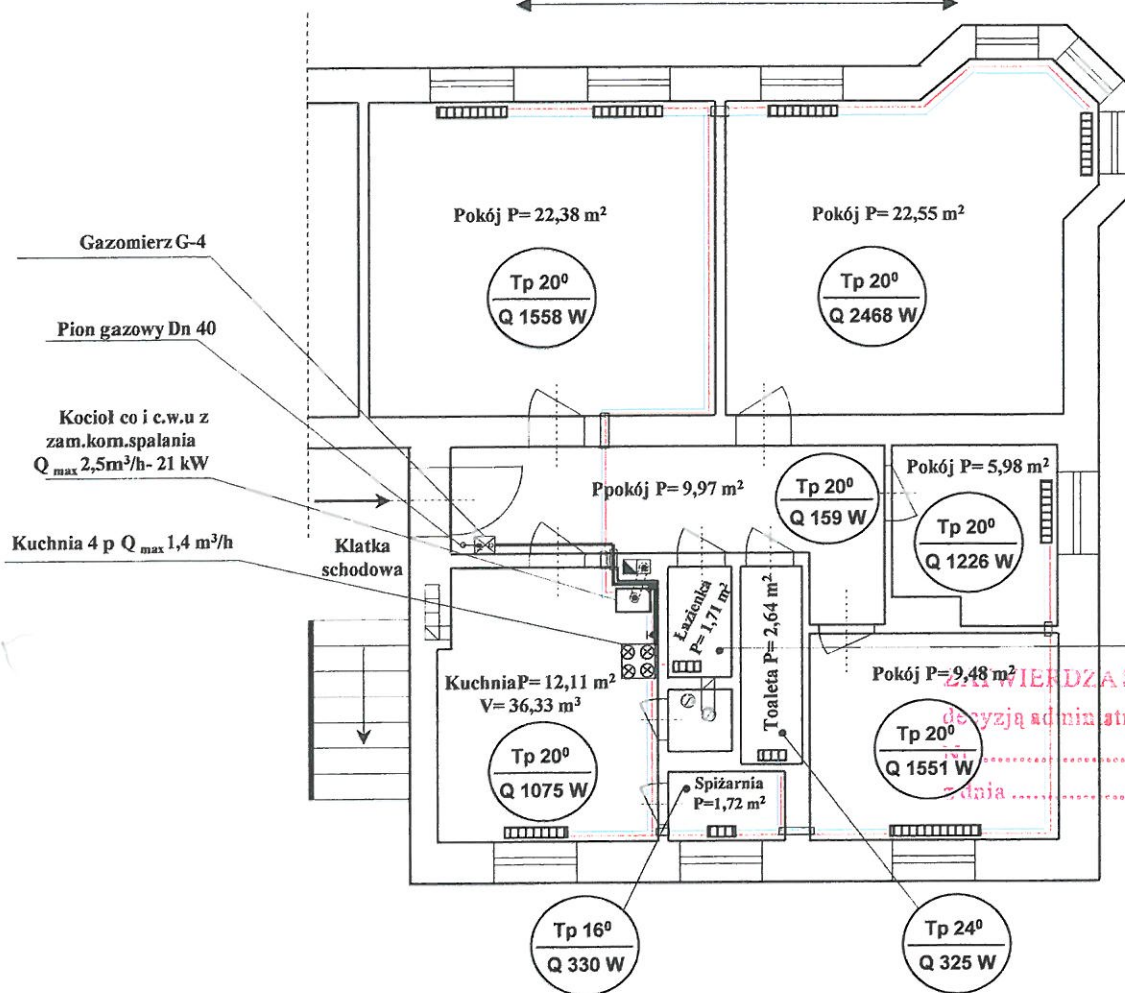 Pokój P= 22,38 m²
Tp 20⁰
Q 1558 W
Pokój P= 22,55 m²
Tp 20⁰
Q 2468 W
Gazomierz G-4
Pion gazowy Dn 40
Kocioł co i c.w.u z
zam.kom.spalania
Q max 2,5m³/h- 21 kW
Kuchnia 4 p Q max 1,4 m³/h
Klatka
schodowa
Ppokój P= 9,97 m²
Tp 20⁰
Q 159 W
Pokój P= 5,98 m²
Tp 20⁰
Q 1226 W
Łazienka
P= 1,71 m²
Toaleta P= 2,64 m²
KuchniaP= 12,11 m²
V= 36,33 m³
Tp 20⁰
Q 1075 W
Spiżarnia
P=1,72 m²
Pokój P= 9,48 m²
Tp 20⁰
Q 1551 W
ZATWIERDZA S
decyzją administr
Nr
z dnia
Tp 16⁰
Q 330 W
Tp 24⁰
Q 325 W